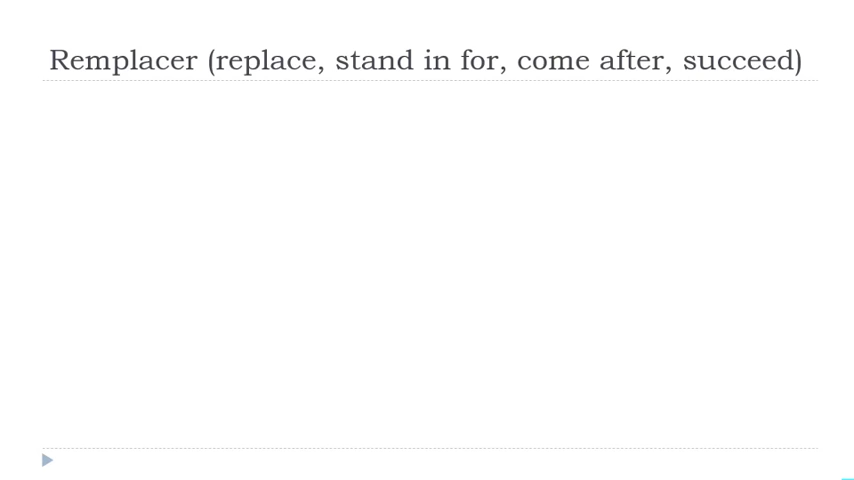 Remplacer (replace, stand in for, come after, succeed)